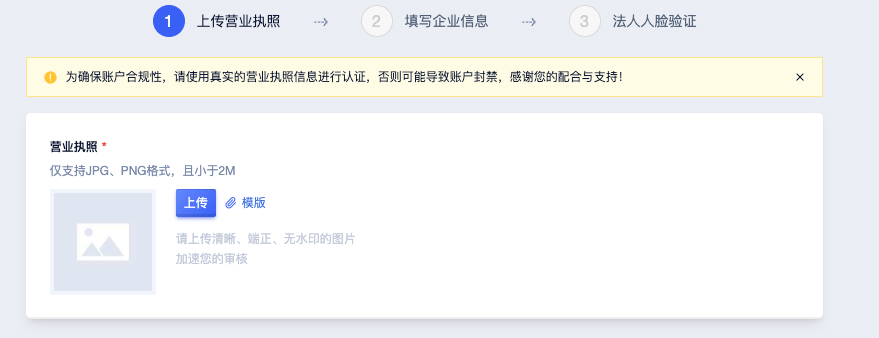 1 上传营业执照 2 填写企业信息 3 法人人脸验证
为确保账户合规性，请使用真实的营业执照信息进行认证，否则可能导致账户封禁，感谢您的配合与支持！
营业执照 *
仅支持JPG、PNG格式，且小于2M
上传 模版
请上传清晰、端正、无水印的图片
加速您的审核